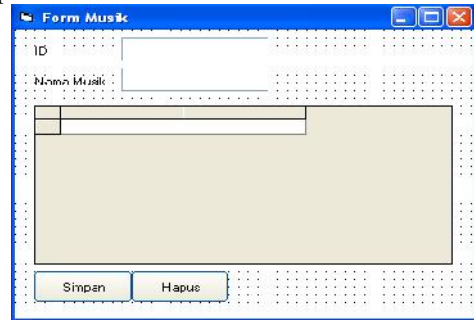 Form Musik
ID
Nama Musik
Simpan
Hapus